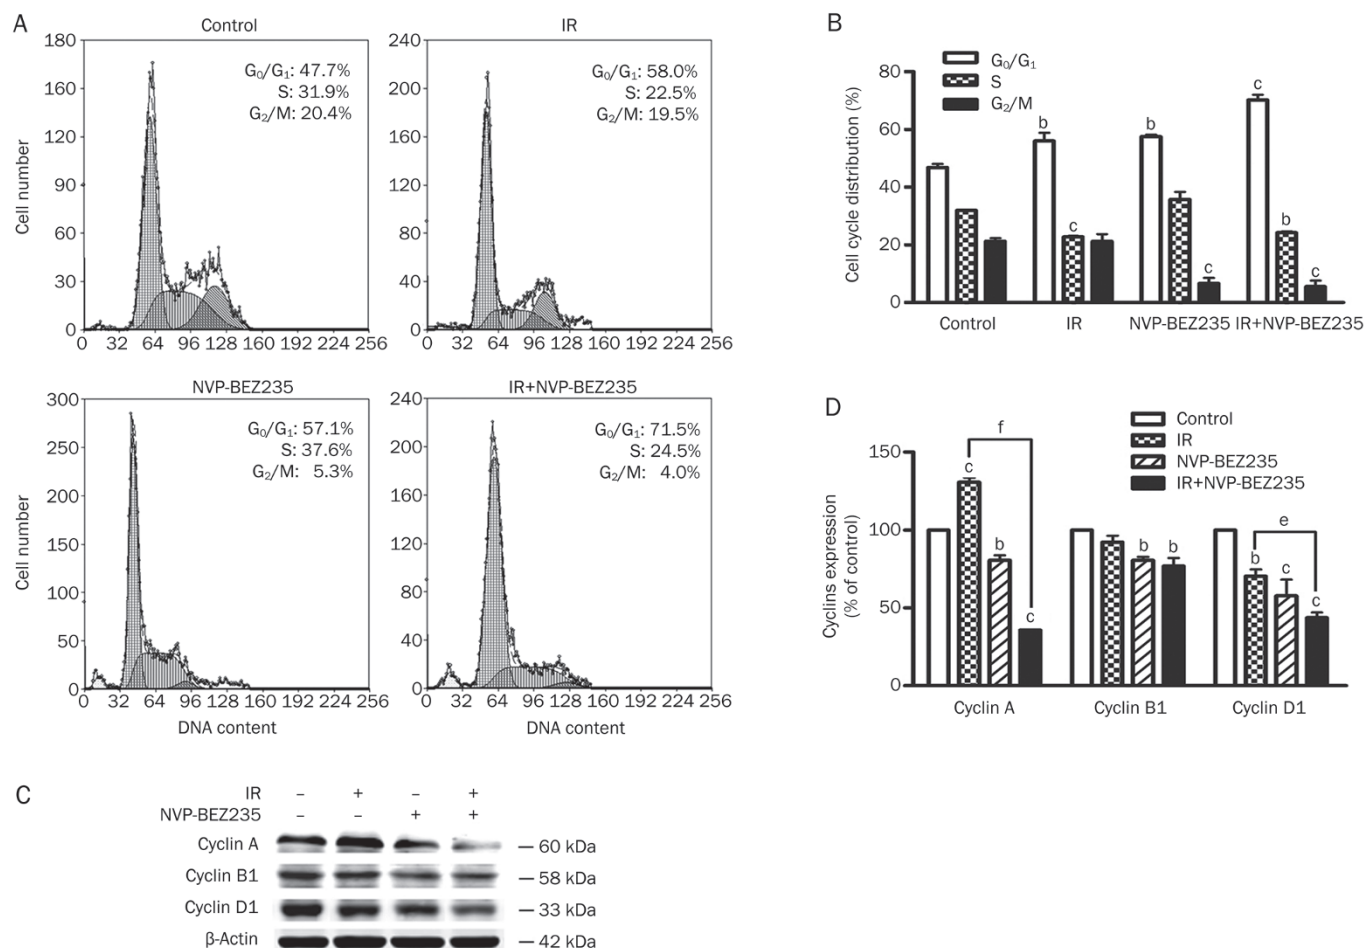 A
Control
180
160
120
90
60
30
0
0 32 64 96 128 160 192 224 256
Cell number
G₀/G₁: 47.7%
S: 31.9%
G₂/M: 20.4%
IR
240
200
160
120
80
40
0
0 32 64 96 128 160 192 224 256
G₀/G₁: 58.0%
S: 22.5%
G₂/M: 19.5%
NVP-BEZ235
300
250
200
150
100
50
0
0 32 64 96 128 160 192 224 256
Cell number
DNA content
G₀/G₁: 57.1%
S: 37.6%
G₂/M: 5.3%
IR+NVP-BEZ235
240
200
160
120
80
40
0
0 32 64 96 128 160 192 224 256
DNA content
G₀/G₁: 71.5%
S: 24.5%
G₂/M: 4.0%
B
G₀/G₁
S
G₂/M
Cell cycle distribution (%)
80
60
40
20
0
b
c
b
c
c
b
c
Control IR NVP-BEZ235 IR+NVP-BEZ235
C
IR – + – +
NVP-BEZ235 – – + +
Cyclin A — 60 kDa
Cyclin B1 — 58 kDa
Cyclin D1 — 33 kDa
β-Actin — 42 kDa
D
Control
IR
NVP-BEZ235
IR+NVP-BEZ235
Cyclins expression
(% of control)
150
100
50
0
f
c
b
c
b
b
e
b
c
c
Cyclin A Cyclin B1 Cyclin D1